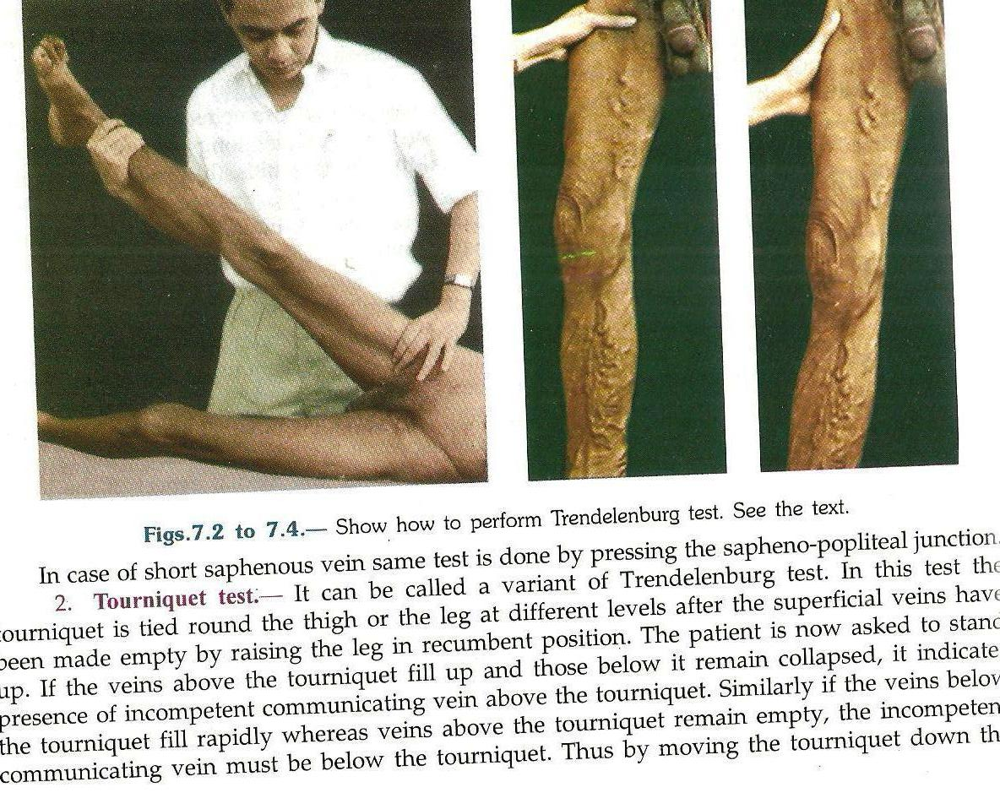 Figs.7.2 to 7.4.— Show how to perform Trendelenburg test. See the text.
In case of short saphenous vein same test is done by pressing the sapheno-popliteal junction.
2. Tourniquet test.— It can be called a variant of Trendelenburg test. In this test the
tourniquet is tied round the thigh or the leg at different levels after the superficial veins have
been made empty by raising the leg in recumbent position. The patient is now asked to stand
up. If the veins above the tourniquet fill up and those below it remain collapsed, it indicate
presence of incompetent communicating vein above the tourniquet. Similarly if the veins below
the tourniquet fill rapidly whereas veins above the tourniquet remain empty, the incompeten
communicating vein must be below the tourniquet. Thus by moving the tourniquet down th